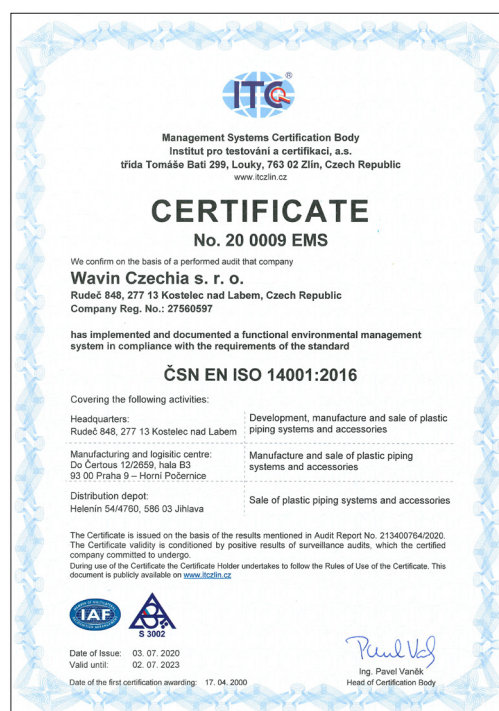 ITC
®
Management Systems Certification Body
Institut pro testování a certifikaci, a.s.
třída Tomáše Bati 299, Louky, 763 02 Zlín, Czech Republic
www.itczlin.cz
CERTIFICATE
No. 20 0009 EMS
We confirm on the basis of a performed audit that company
Wavin Czechia s. r. o.
Rudeč 848, 277 13 Kostelec nad Labem, Czech Republic
Company Reg. No.: 27560597
has implemented and documented a functional environmental management
system in compliance with the requirements of the standard
ČSN EN ISO 14001:2016
Covering the following activities:
Headquarters:
Rudeč 848, 277 13 Kostelec nad Labem
Development, manufacture and sale of plastic
piping systems and accessories
Manufacturing and logisitic centre:
Do Čertous 12/2659, hala B3
93 00 Praha 9 – Horní Počernice
Manufacture and sale of plastic piping
systems and accessories
Distribution depot:
Helenín 54/4760, 586 03 Jihlava
Sale of plastic piping systems and accessories
The Certificate is issued on the basis of the results mentioned in Audit Report No. 213400764/2020.
The Certificate validity is conditioned by positive results of surveillance audits, which the certified
company committed to undergo.
During use of the Certificate the Certificate Holder undertakes to follow the Rules of Use of the Certificate. This
document is publicly available on www.itczlin.cz
IAF
S 3002
Date of Issue: 03. 07. 2020
Valid until: 02. 07. 2023
Ing. Pavel Vaněk
Head of Certification Body
Date of the first certification awarding: 17. 04. 2000